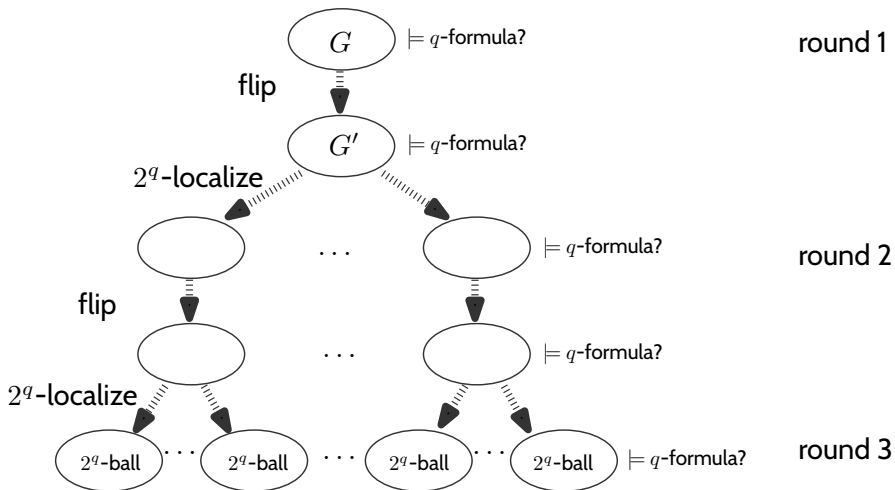 G ⊨ q-formula? round 1
flip
G′ ⊨ q-formula?
2^q-localize
... ⊨ q-formula? round 2
flip
... ⊨ q-formula?
2^q-localize
2^q-ball ... 2^q-ball ... 2^q-ball ... 2^q-ball ⊨ q-formula? round 3